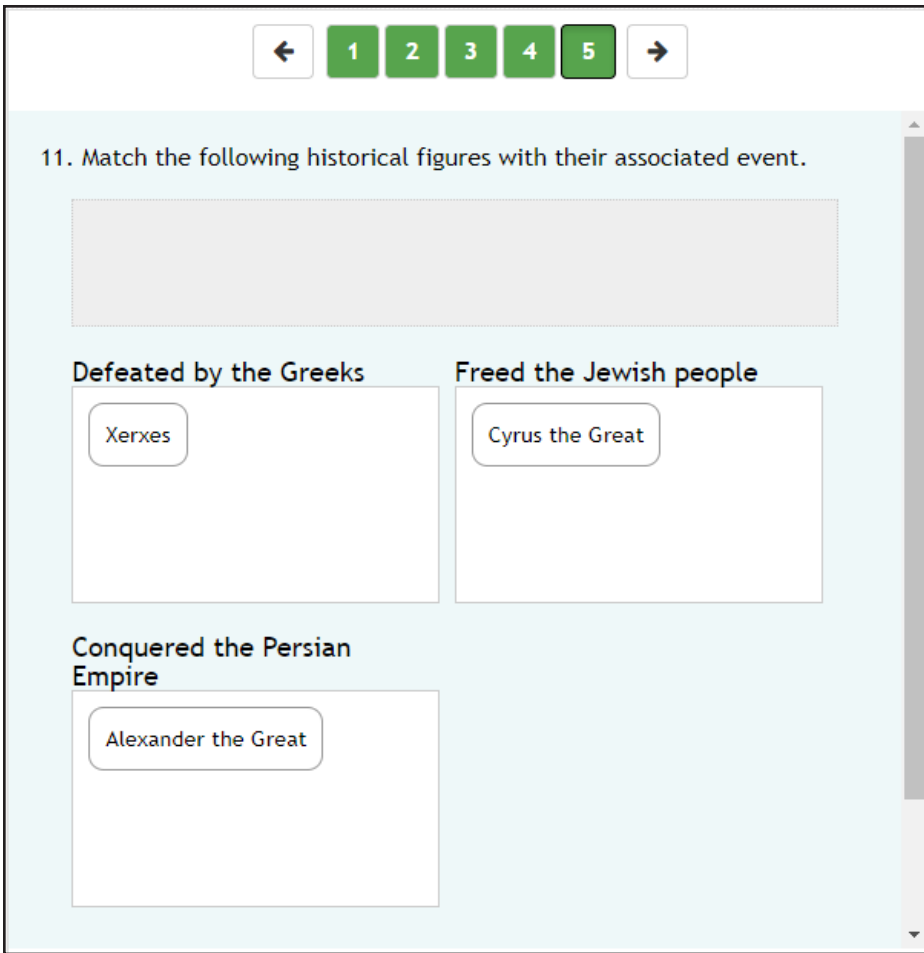 1 2 3 4 5
11. Match the following historical figures with their associated event.
Defeated by the Greeks
Xerxes
Freed the Jewish people
Cyrus the Great
Conquered the Persian
Empire
Alexander the Great